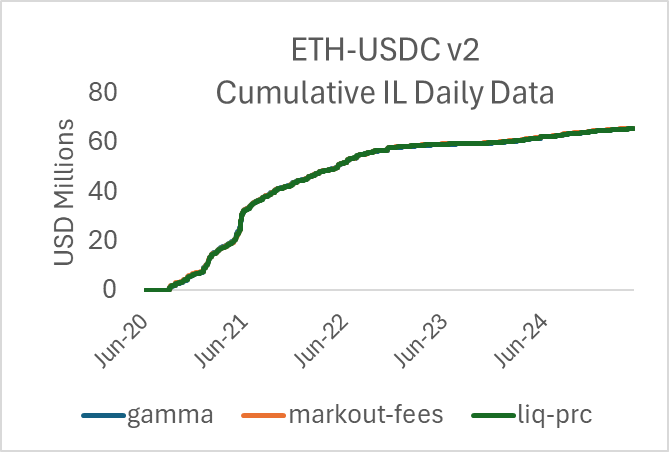 ETH-USDC v2
Cumulative IL Daily Data
USD Millions
80
60
40
20
0
Jun-20 Jun-21 Jun-22 Jun-23 Jun-24
gamma markout-fees liq-prc